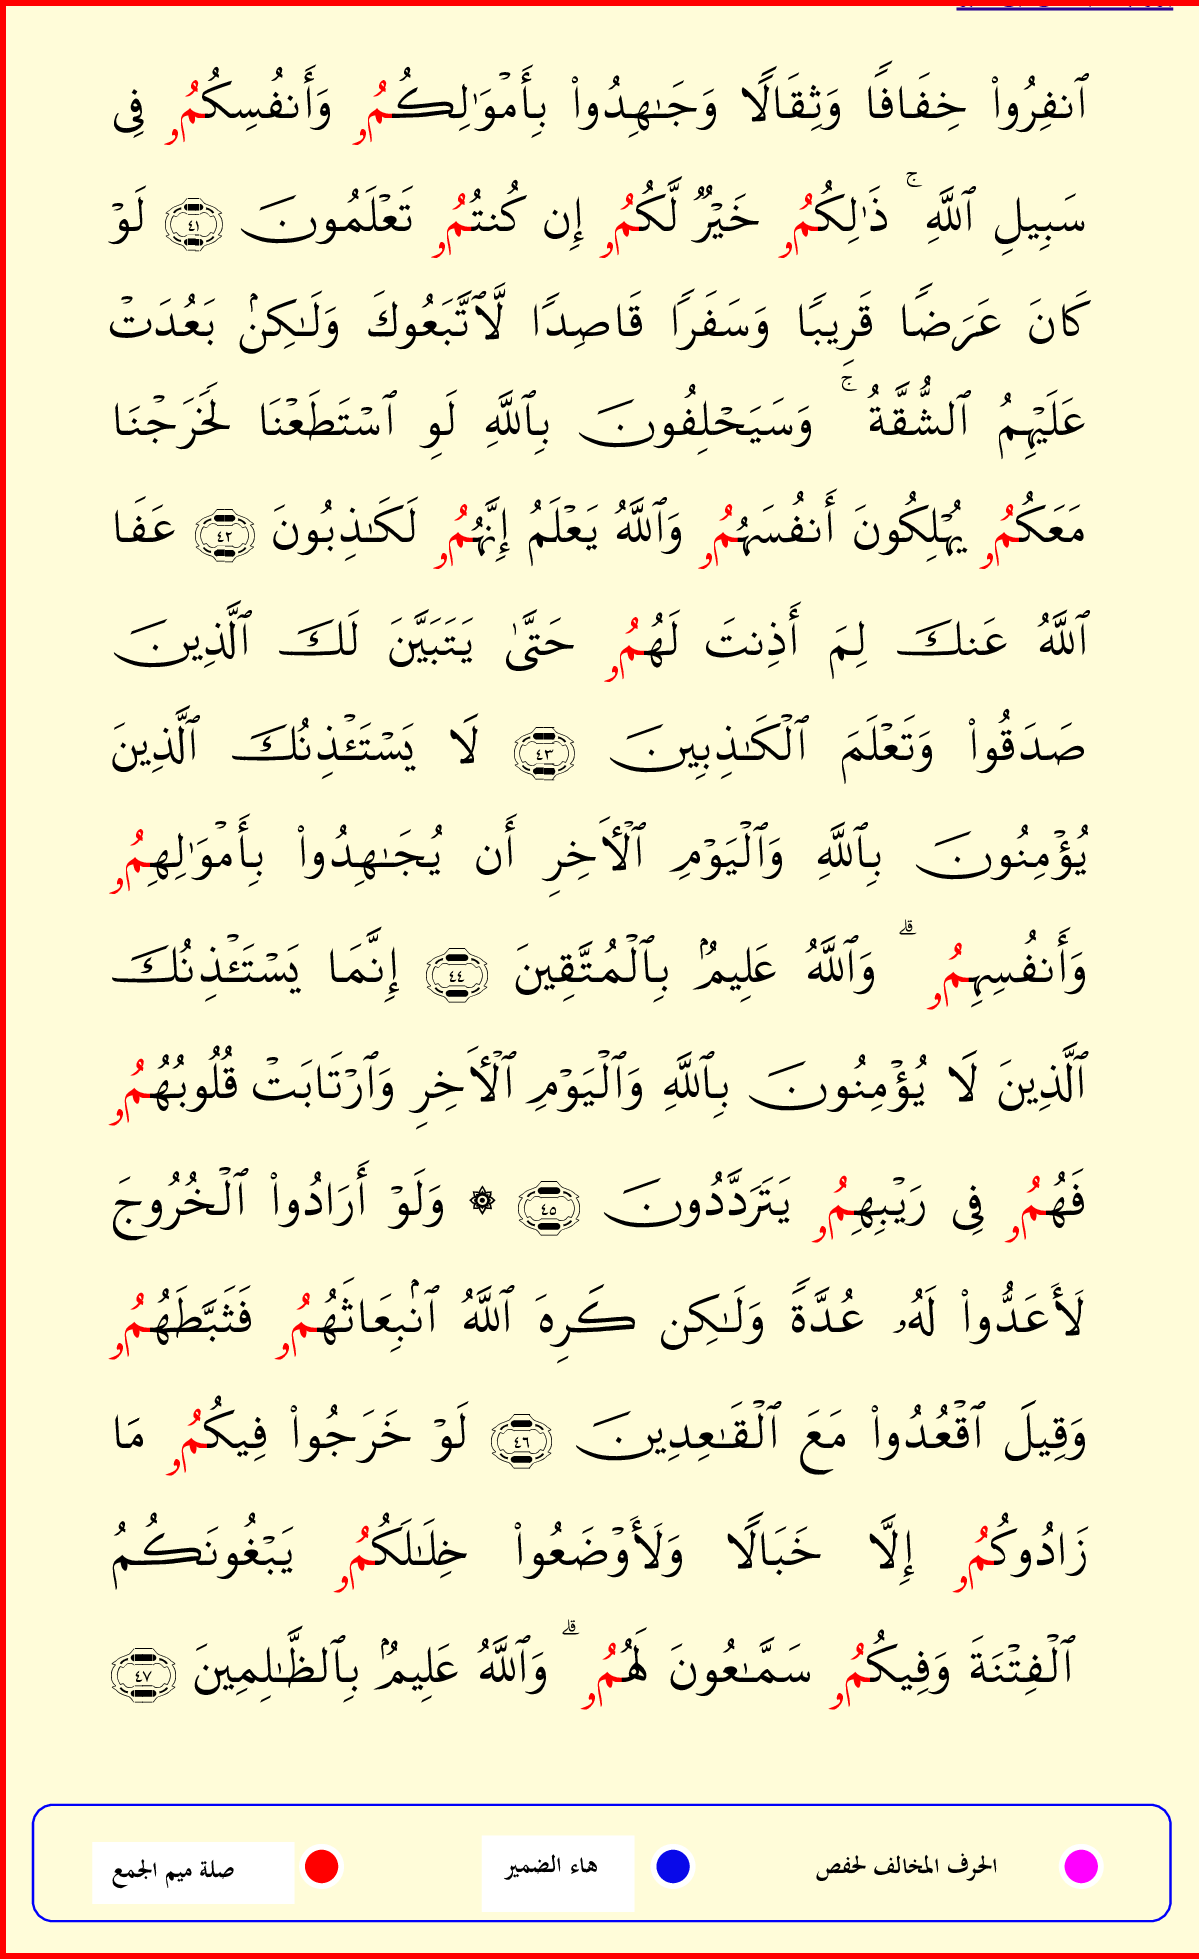 ٱنفِرُوا۟ خِفَافًا وَثِقَالًا وَجَـٰهِدُوا۟ بِأَمۡوَٰلِكُمُۥ وَأَنفُسِكُمُۥ فِى
سَبِيلِ ٱللَّهِ ۚ ذَٰلِكُمُۥ خَيۡرٌ لَّكُمُۥ إِن كُنتُمُۥ تَعۡلَمُونَ ٤١ لَوۡ
كَانَ عَرَضًا قَرِيبًا وَسَفَرًا قَاصِدًا لَّٱتَّبَعُوكَ وَلَـٰكِنۢ بَعُدَتۡ
عَلَيۡهِمُ ٱلشُّقَّةُ ۚ وَسَيَحۡلِفُونَ بِٱللَّهِ لَوِ ٱسۡتَطَعۡنَا لَخَرَجۡنَا
مَعَكُمُۥ يُهۡلِكُونَ أَنفُسَهُمُۥ وَٱللَّهُ يَعۡلَمُ إِنَّهُمُۥ لَكَـٰذِبُونَ ٤٢ عَفَا
ٱللَّهُ عَنكَ لِمَ أَذِنتَ لَهُمُۥ حَتَّىٰ يَتَبَيَّنَ لَكَ ٱلَّذِينَ
صَدَقُوا۟ وَتَعۡلَمَ ٱلۡكَـٰذِبِينَ ٤٣ لَا يَسۡتَـٔۡذِنُكَ ٱلَّذِينَ
يُؤۡمِنُونَ بِٱللَّهِ وَٱلۡيَوۡمِ ٱلۡأَخِرِ أَن يُجَـٰهِدُوا۟ بِأَمۡوَٰلِهِمُۥ
وَأَنفُسِهِمُۥ ۗ وَٱللَّهُ عَلِيمُۢ بِٱلۡمُتَّقِينَ ٤٤ إِنَّمَا يَسۡتَـٔۡذِنُكَ
ٱلَّذِينَ لَا يُؤۡمِنُونَ بِٱللَّهِ وَٱلۡيَوۡمِ ٱلۡأَخِرِ وَٱرۡتَابَتۡ قُلُوبُهُمُۥ
فَهُمُۥ فِى رَيۡبِهِمُۥ يَتَرَدَّدُونَ ٤٥ ۞ وَلَوۡ أَرَادُوا۟ ٱلۡخُرُوجَ
لَأَعَدُّوا۟ لَهُۥ عُدَّةً وَلَـٰكِن كَرِهَ ٱللَّهُ ٱنۢبِعَاثَهُمُۥ فَثَبَّطَهُمُۥ
وَقِيلَ ٱقۡعُدُوا۟ مَعَ ٱلۡقَـٰعِدِينَ ٤٦ لَوۡ خَرَجُوا۟ فِيكُمُۥ مَا
زَادُوكُمُۥ إِلَّا خَبَالًا وَلَأَوۡضَعُوا۟ خِلَـٰلَكُمُۥ يَبۡغُونَكُمُ
ٱلۡفِتۡنَةَ وَفِيكُمُۥ سَمَّـٰعُونَ لَهُمُۥ ۗ وَٱللَّهُ عَلِيمُۢ بِٱلظَّـٰلِمِينَ ٤٧
الحرف المخالف لحفص هاء الضمير صلة ميم الجمع